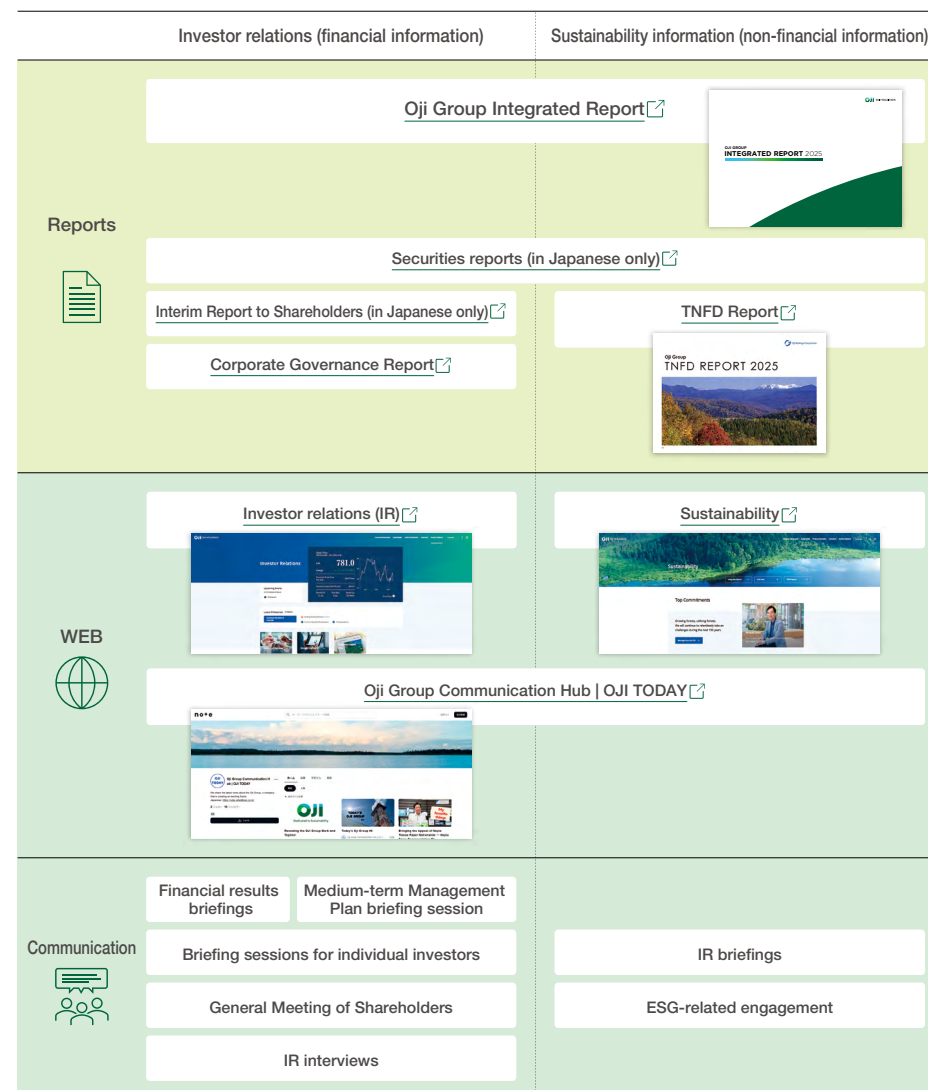 Investor relations (financial information)
Sustainability information (non-financial information)
Reports
Oji Group Integrated Report
OJI
OJI GROUP
INTEGRATED REPORT 2025
Securities reports (in Japanese only)
Interim Report to Shareholders (in Japanese only)
Corporate Governance Report
TNFD Report
Oji Group
TNFD REPORT 2025
WEB
Investor relations (IR)
OJI
Investor Relations
781.0
Sustainability
OJI
Sustainability
Top Commitments
Oji Group Communication Hub | OJI TODAY
note
OJI
Communication
Financial results
briefings
Medium-term Management
Plan briefing session
Briefing sessions for individual investors
General Meeting of Shareholders
IR interviews
IR briefings
ESG-related engagement